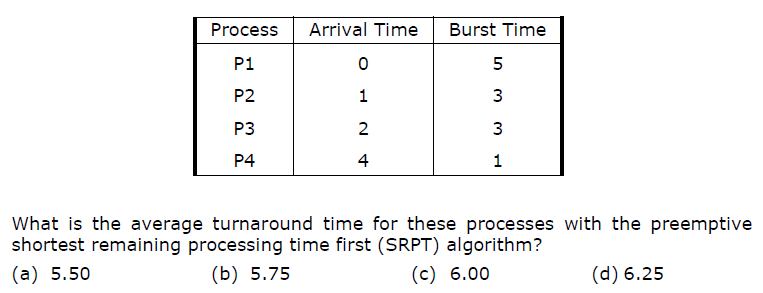 Process Arrival Time Burst Time
P1 0 5
P2 1 3
P3 2 3
P4 4 1
What is the average turnaround time for these processes with the preemptive
shortest remaining processing time first (SRPT) algorithm?
(a) 5.50 (b) 5.75 (c) 6.00 (d) 6.25